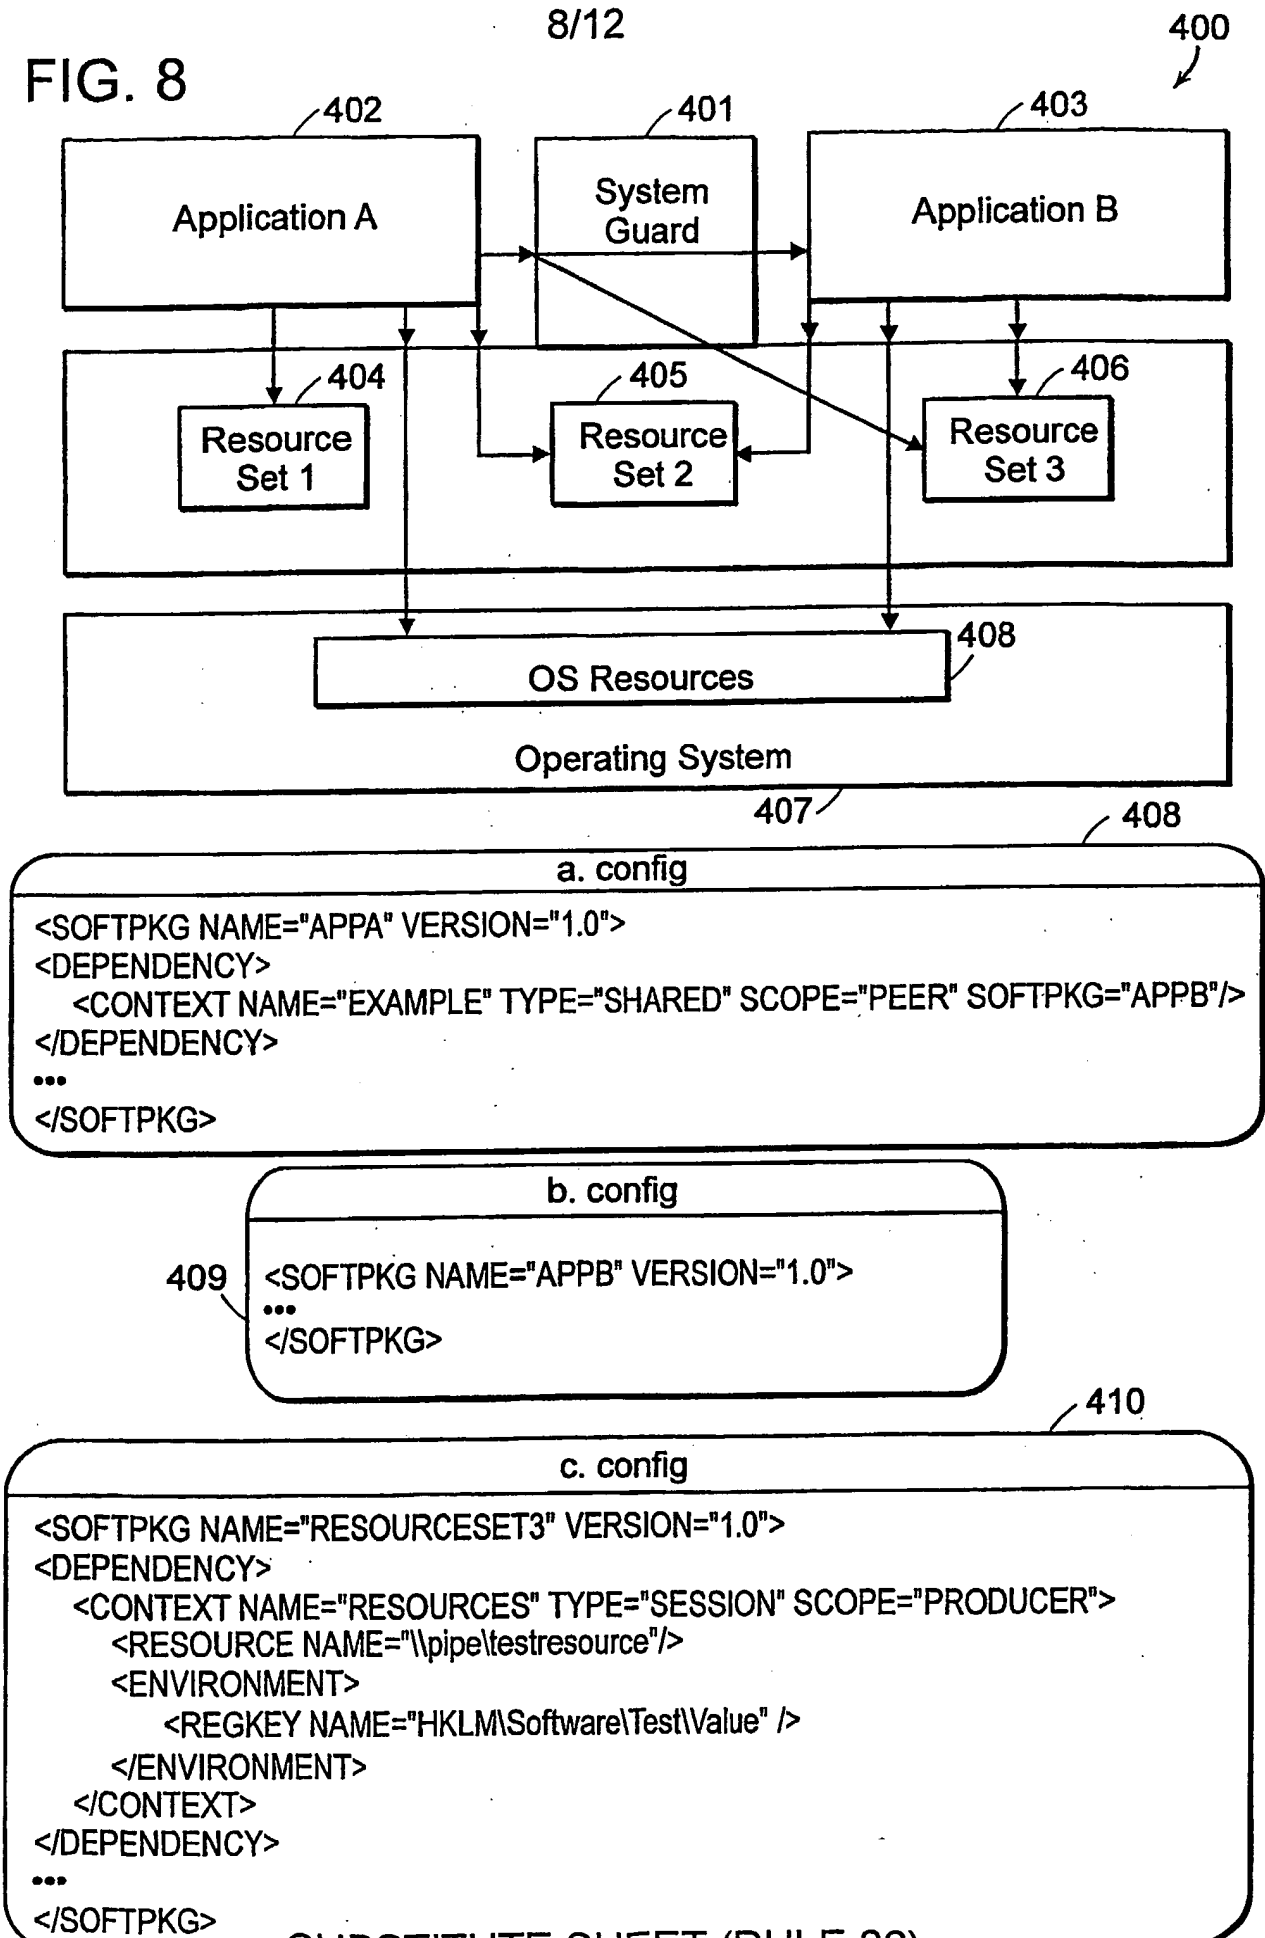 8/12
400
FIG. 8
402
401
403
Application A
System
Guard
Application B
404
405
406
Resource
Set 1
Resource
Set 2
Resource
Set 3
408
OS Resources
Operating System
407
408
a. config
<SOFTPKG NAME="APPA" VERSION="1.0">
<DEPENDENCY>
<CONTEXT NAME="EXAMPLE" TYPE="SHARED" SCOPE="PEER" SOFTPKG="APPB"/>
</DEPENDENCY>
•••
</SOFTPKG>
b. config
409
<SOFTPKG NAME="APPB" VERSION="1.0">
•••
</SOFTPKG>
410
c. config
<SOFTPKG NAME="RESOURCESET3" VERSION="1.0">
<DEPENDENCY>
<CONTEXT NAME="RESOURCES" TYPE="SESSION" SCOPE="PRODUCER">
<RESOURCE NAME="\\pipe\testresource"/>
<ENVIRONMENT>
<REGKEY NAME="HKLM\Software\Test\Value" />
</ENVIRONMENT>
</CONTEXT>
</DEPENDENCY>
•••
</SOFTPKG>
SUBSTITUTE SHEET (RULE